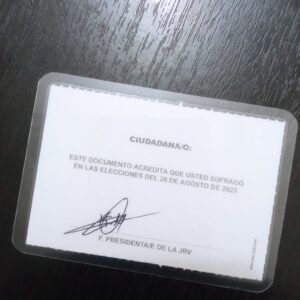 CIUDADANA/O:
ESTE DOCUMENTO ACREDITA QUE USTED SUFRAGÓ
EN LAS ELECCIONES DEL 20 DE AGOSTO DE 2023
F. PRESIDENTA/E DE LA JRV